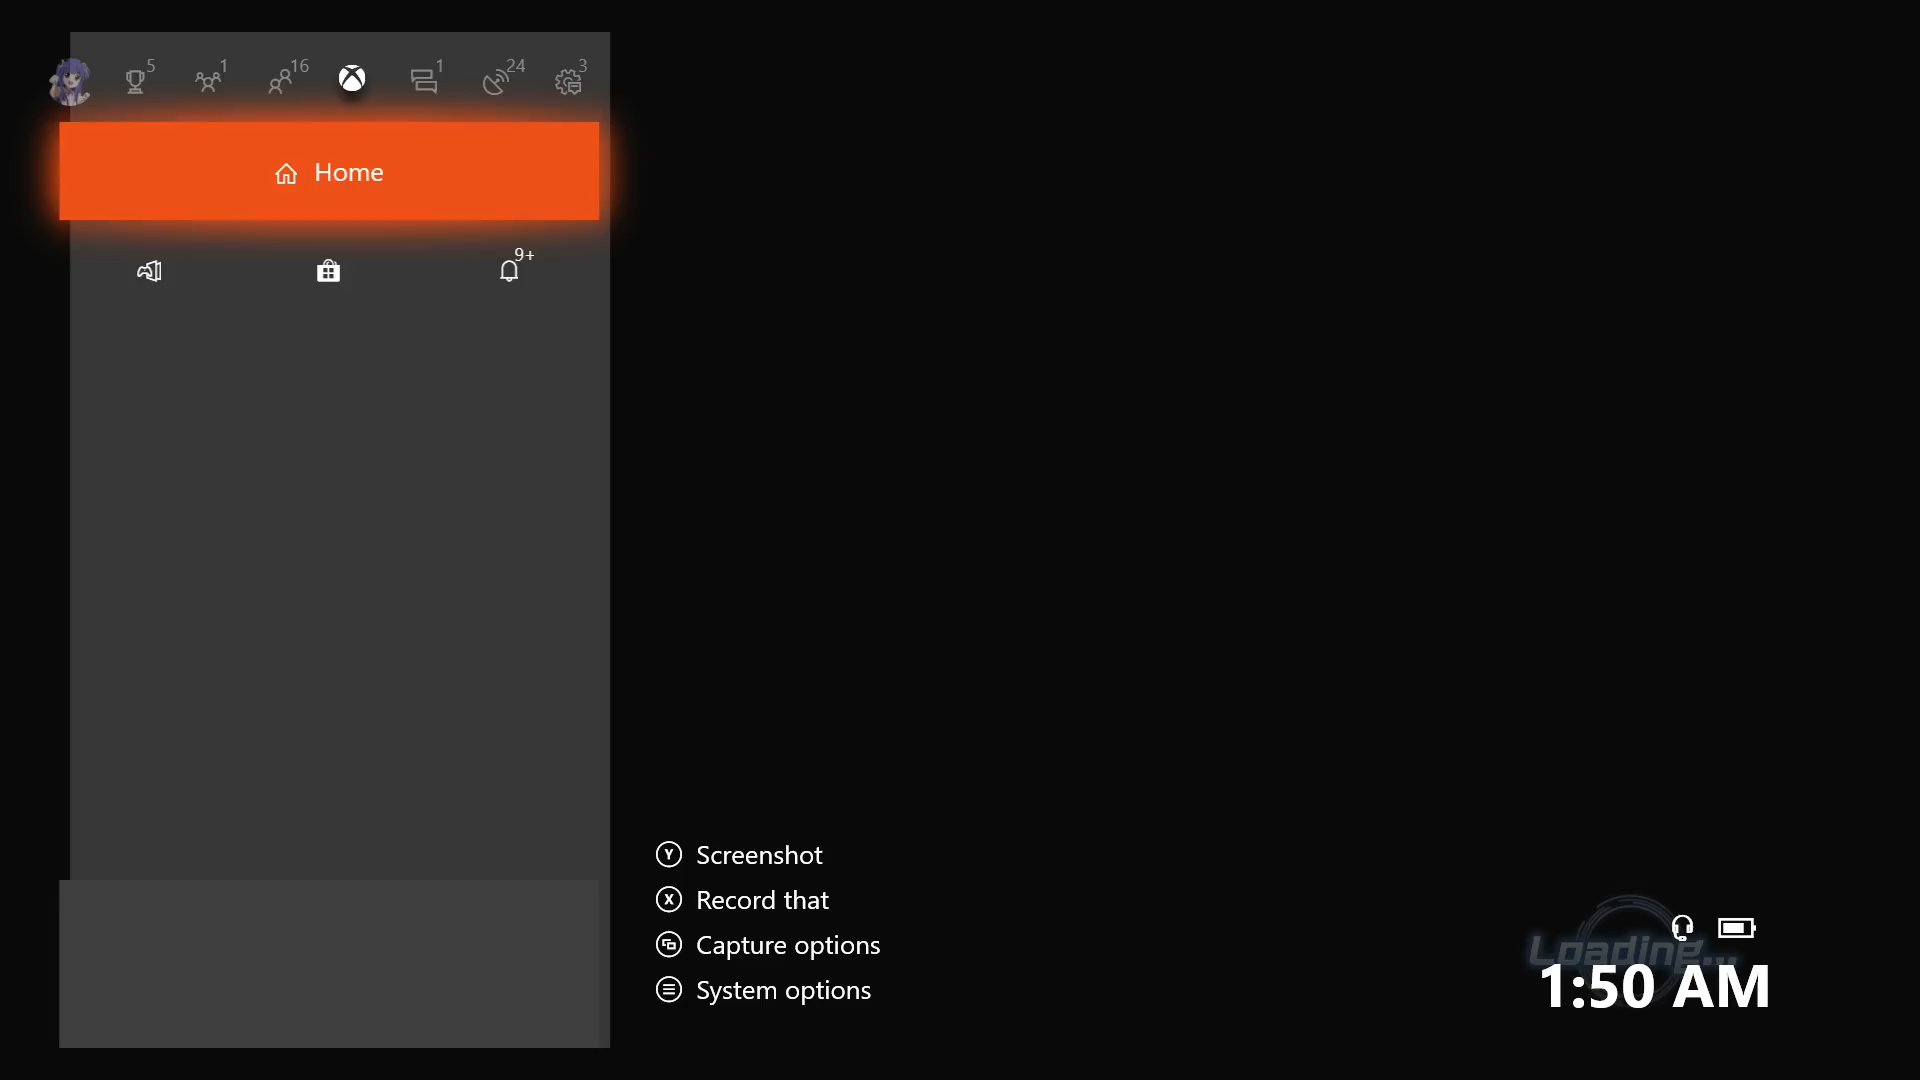 5
1
16
1
24
3
Home
9+
Y Screenshot
X Record that
Capture options
System options
Loading...
1:50 AM